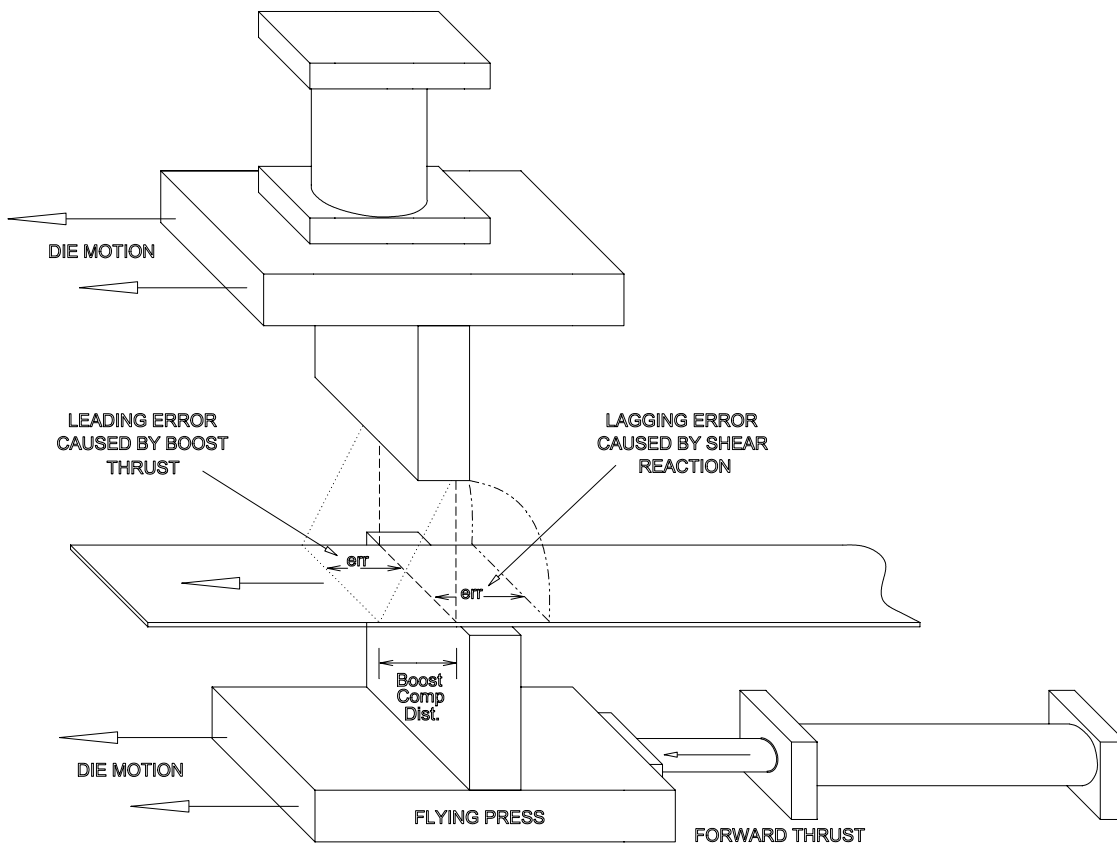 DIE MOTION
LEADING ERROR
CAUSED BY BOOST
THRUST
LAGGING ERROR
CAUSED BY SHEAR
REACTION
err
err
Boost
Comp
Dist.
DIE MOTION
FLYING PRESS
FORWARD THRUST